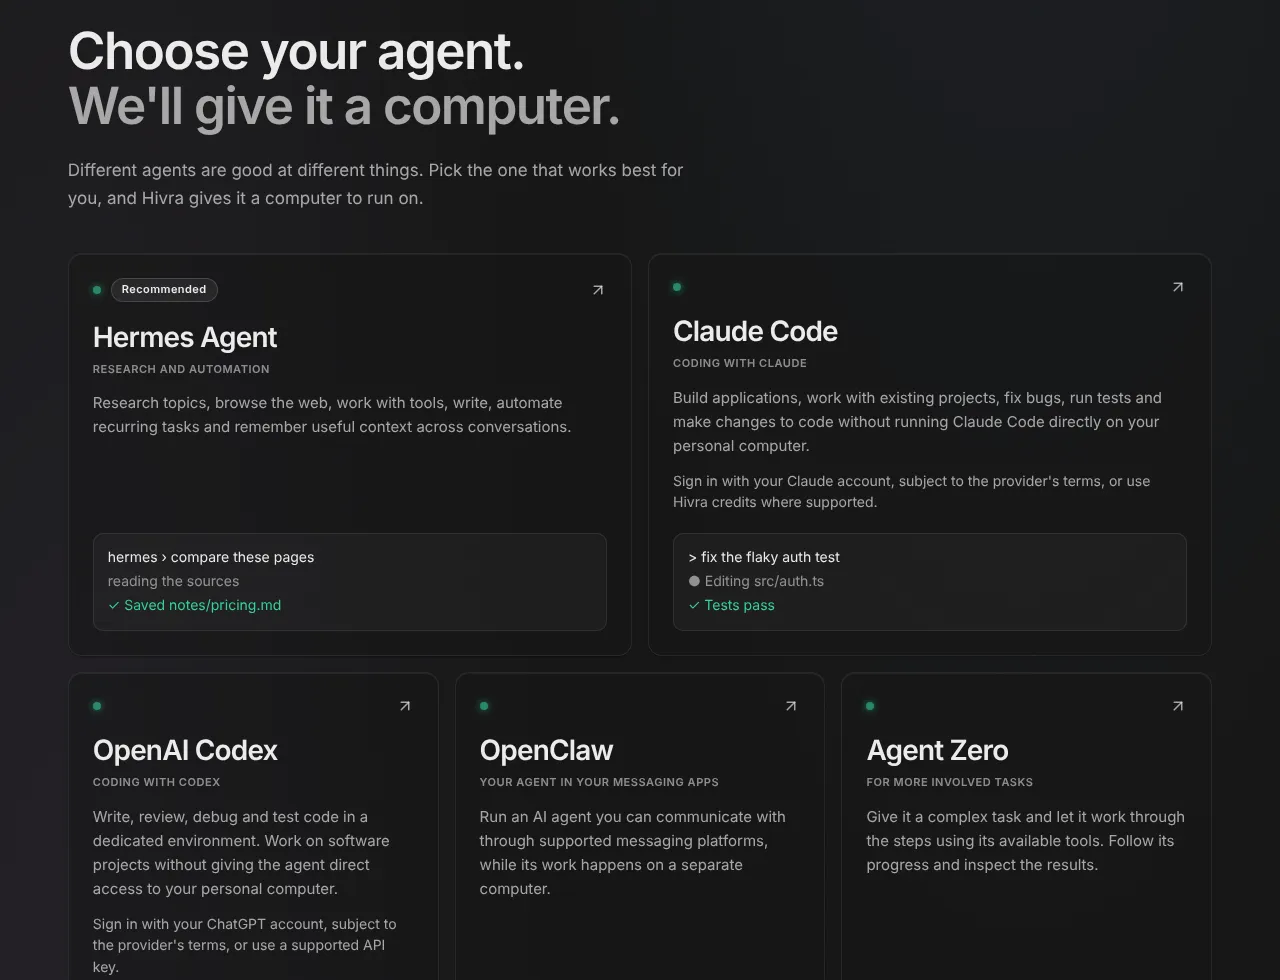 Choose your agent.
We'll give it a computer.
Different agents are good at different things. Pick the one that works best for
you, and Hivra gives it a computer to run on.
Recommended
Hermes Agent
RESEARCH AND AUTOMATION
Research topics, browse the web, work with tools, write, automate
recurring tasks and remember useful context across conversations.
hermes › compare these pages
reading the sources
✓ Saved notes/pricing.md
Claude Code
CODING WITH CLAUDE
Build applications, work with existing projects, fix bugs, run tests and
make changes to code without running Claude Code directly on your
personal computer.
Sign in with your Claude account, subject to the provider's terms, or use
Hivra credits where supported.
> fix the flaky auth test
● Editing src/auth.ts
✓ Tests pass
OpenAI Codex
CODING WITH CODEX
Write, review, debug and test code in a
dedicated environment. Work on software
projects without giving the agent direct
access to your personal computer.
Sign in with your ChatGPT account, subject to
the provider's terms, or use a supported API
key.
OpenClaw
YOUR AGENT IN YOUR MESSAGING APPS
Run an AI agent you can communicate with
through supported messaging platforms,
while its work happens on a separate
computer.
Agent Zero
FOR MORE INVOLVED TASKS
Give it a complex task and let it work through
the steps using its available tools. Follow its
progress and inspect the results.